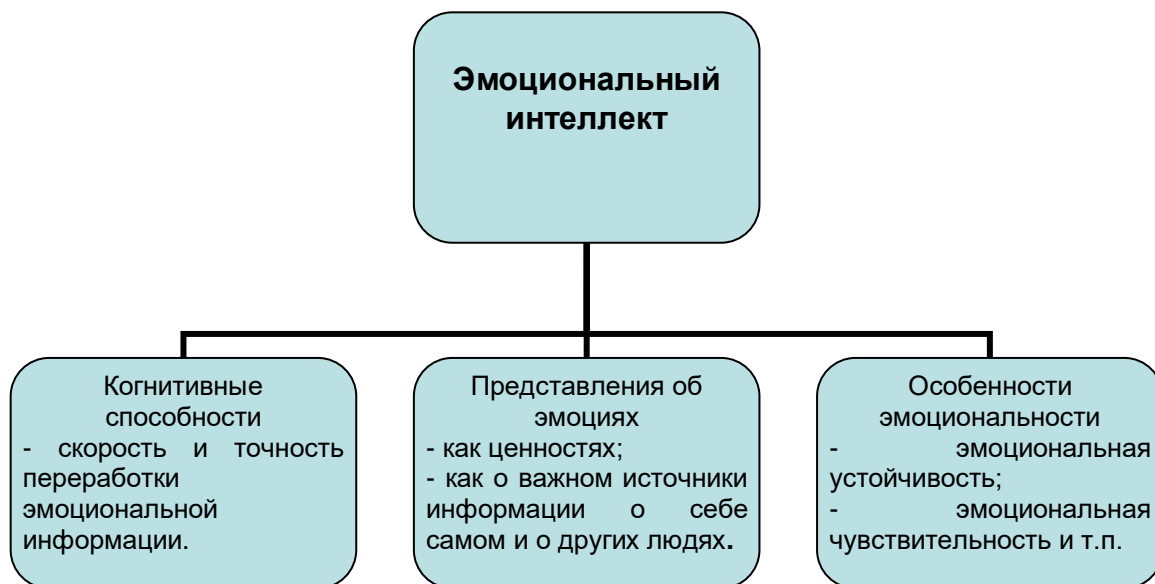 Эмоциональный
интеллект
Когнитивные
способности
- скорость и точность
переработки
эмоциональной
информации.
Представления об
эмоциях
- как ценностях;
- как о важном источники
информации о себе
самом и о других людях.
Особенности
эмоциональности
- эмоциональная
устойчивость;
- эмоциональная
чувствительность и т.п.